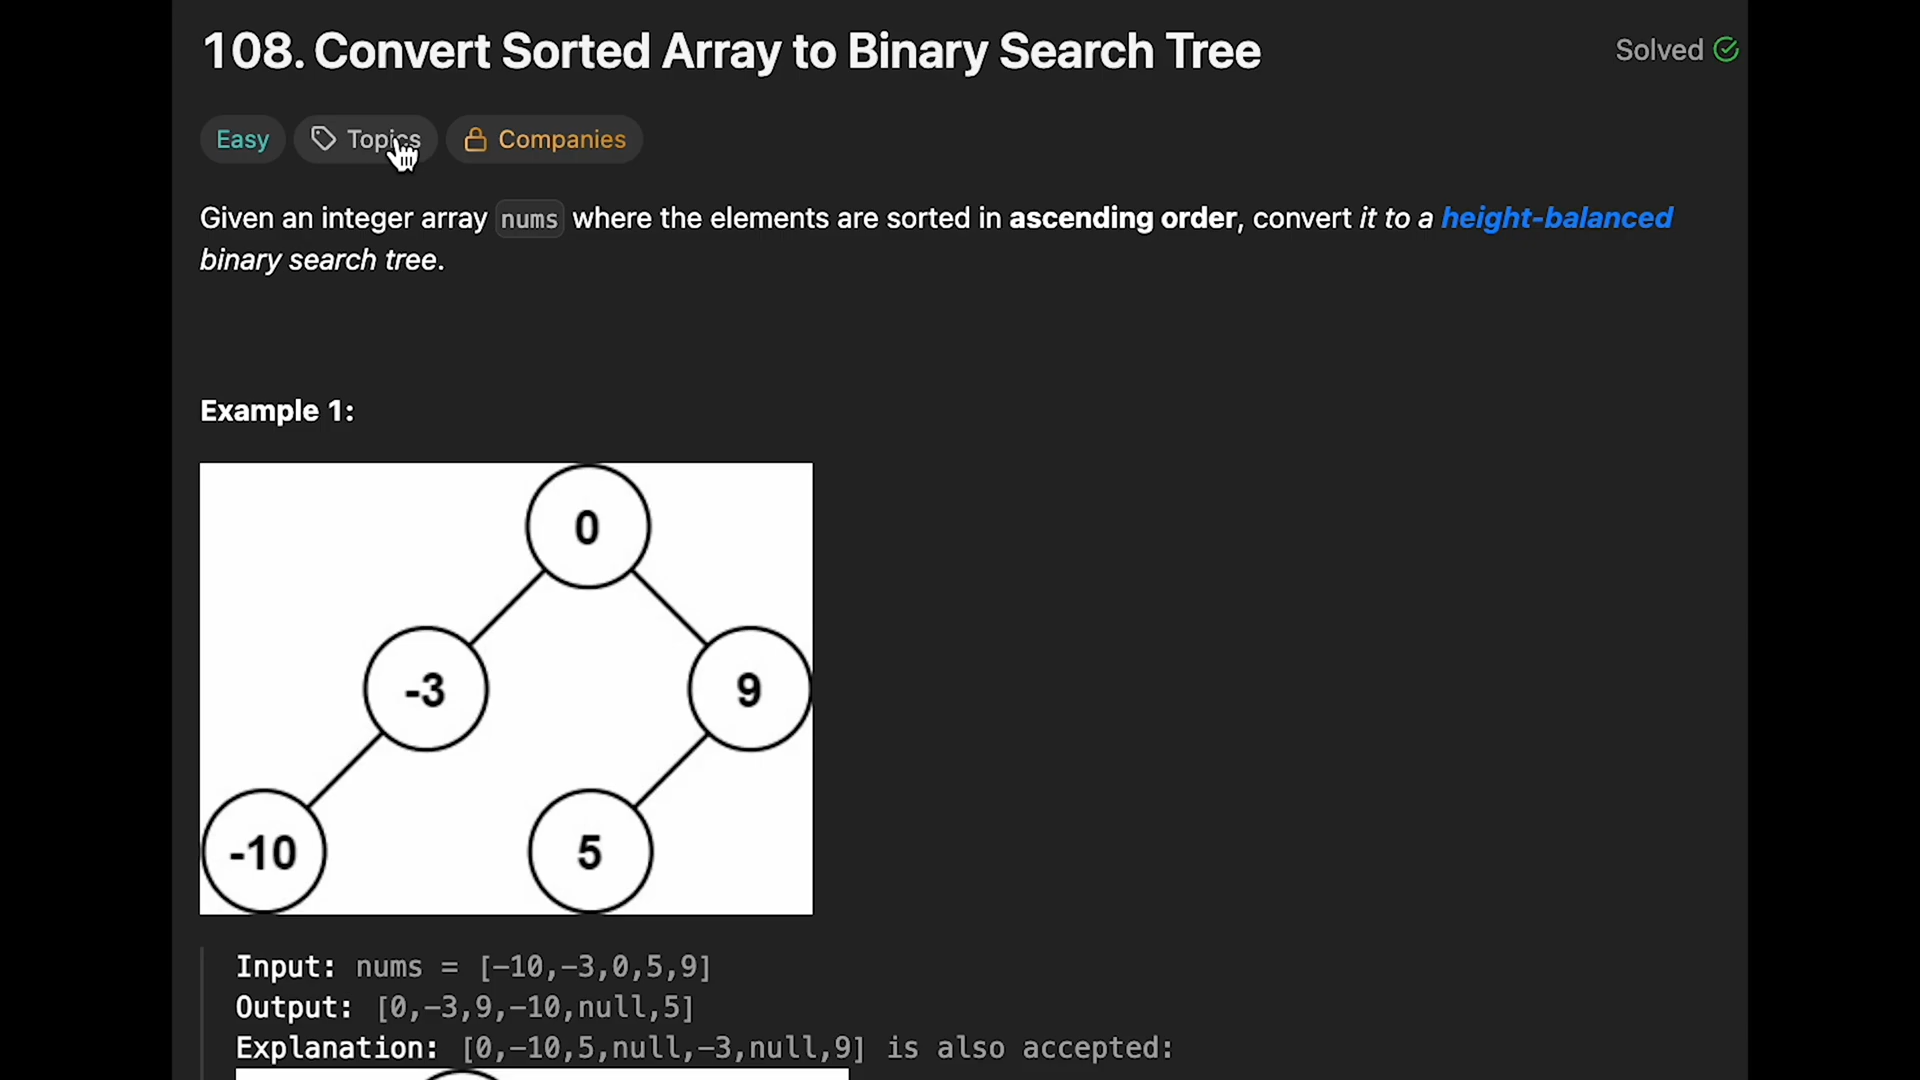 108. Convert Sorted Array to Binary Search Tree
Solved
Easy
Topics
Companies
Given an integer array nums where the elements are sorted in ascending order, convert it to a height-balanced
binary search tree.
Example 1:
0
-3
9
-10
5
Input: nums = [-10,-3,0,5,9]
Output: [0,-3,9,-10,null,5]
Explanation: [0,-10,5,null,-3,null,9] is also accepted: